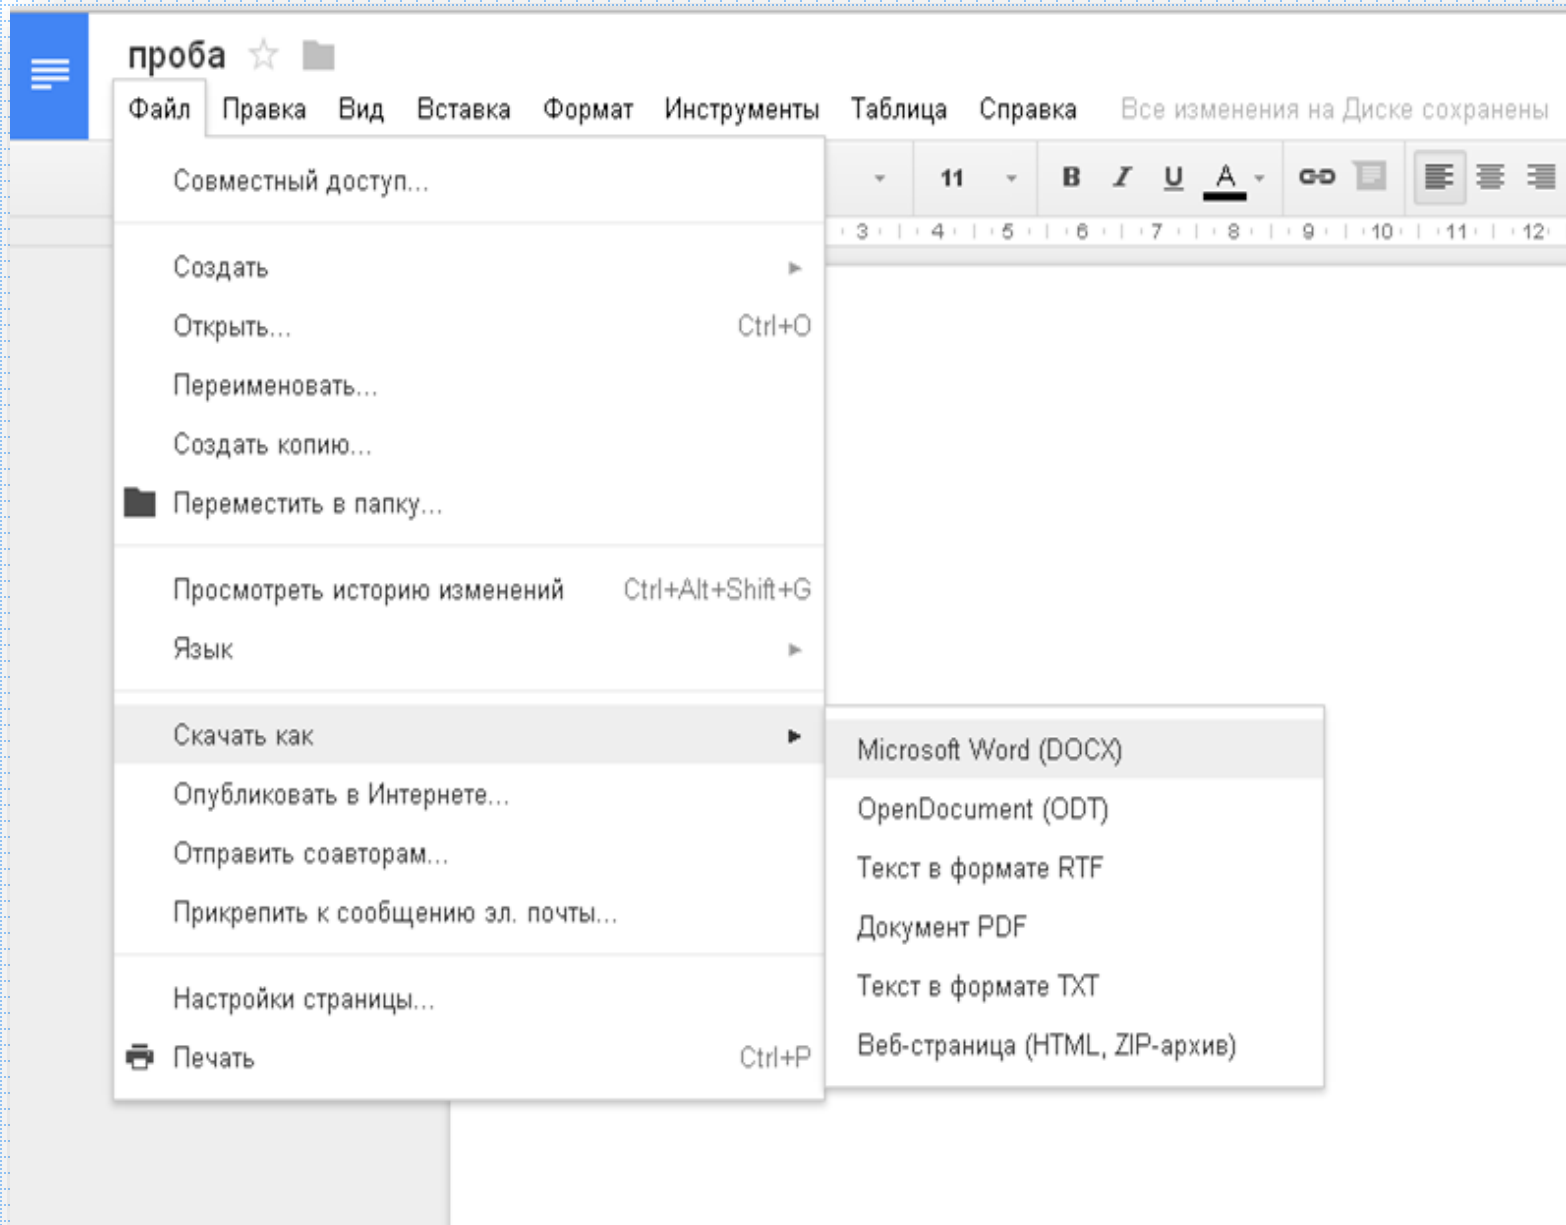 проба
Файл Правка Вид Вставка Формат Инструменты Таблица Справка Все изменения на Диске сохранены
11 B I U A
3 4 5 6 7 8 9 10 11 12
Совместный доступ...
Создать
Открыть... Ctrl+O
Переименовать...
Создать копию...
Переместить в папку...
Просмотреть историю изменений Ctrl+Alt+Shift+G
Язык
Скачать как
Microsoft Word (DOCX)
OpenDocument (ODT)
Текст в формате RTF
Документ PDF
Текст в формате TXT
Веб-страница (HTML, ZIP-архив)
Опубликовать в Интернете...
Отправить соавторам...
Прикрепить к сообщению эл. почты...
Настройки страницы...
Печать Ctrl+P